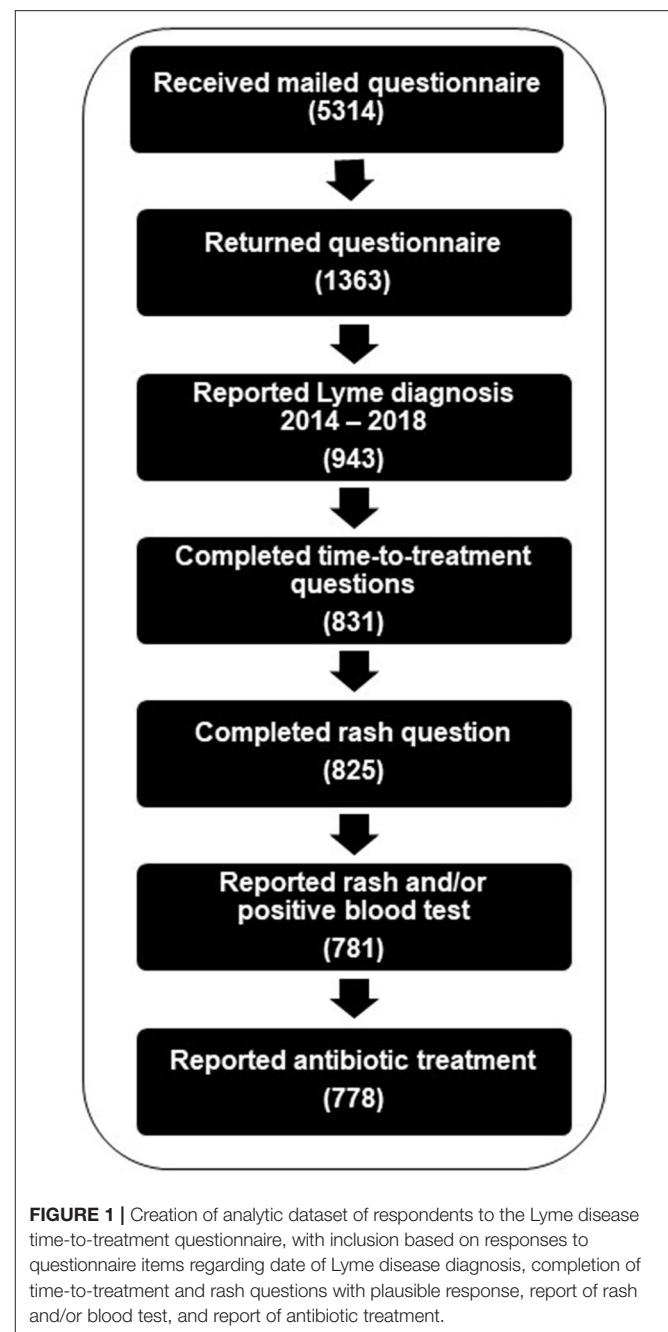 Received mailed questionnaire
(5314)
Returned questionnaire
(1363)
Reported Lyme diagnosis
2014 – 2018
(943)
Completed time-to-treatment
questions
(831)
Completed rash question
(825)
Reported rash and/or
positive blood test
(781)
Reported antibiotic treatment
(778)
FIGURE 1 | Creation of analytic dataset of respondents to the Lyme disease
time-to-treatment questionnaire, with inclusion based on responses to
questionnaire items regarding date of Lyme disease diagnosis, completion of
time-to-treatment and rash questions with plausible response, report of rash
and/or blood test, and report of antibiotic treatment.